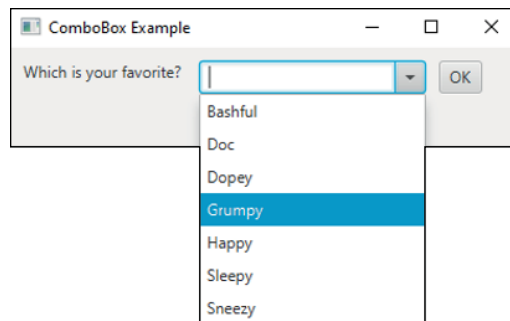 ComboBox Example
Which is your favorite? OK
Bashful
Doc
Dopey
Grumpy
Happy
Sleepy
Sneezy